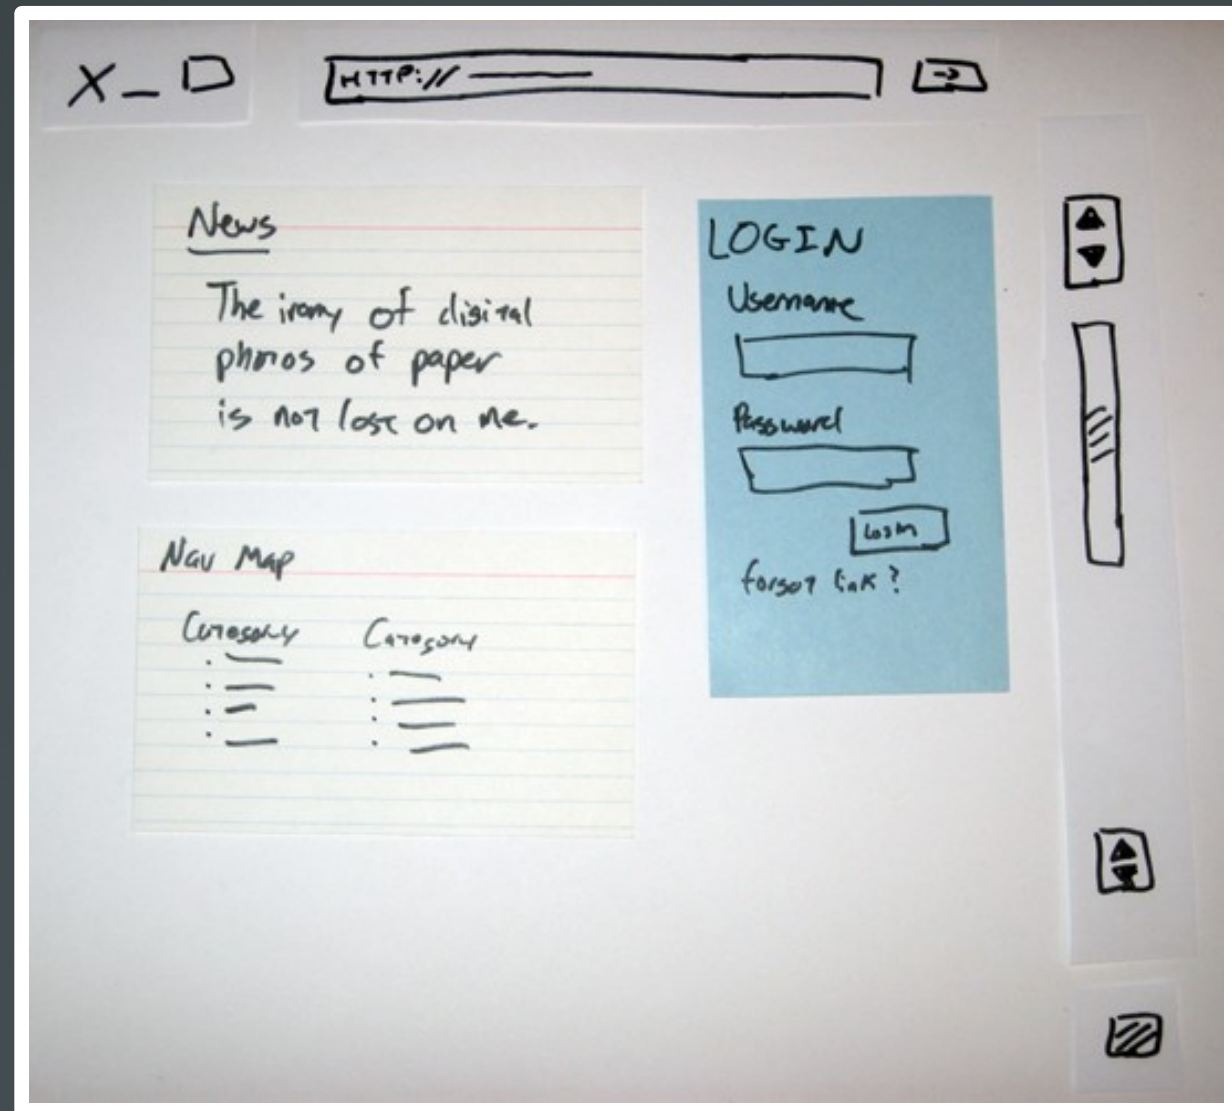 X _ D
HTTP://
->
News
The irony of digital
photos of paper
is not lost on me.
LOGIN
Username
Password
Login
forgot link?
Nav Map
Category Category